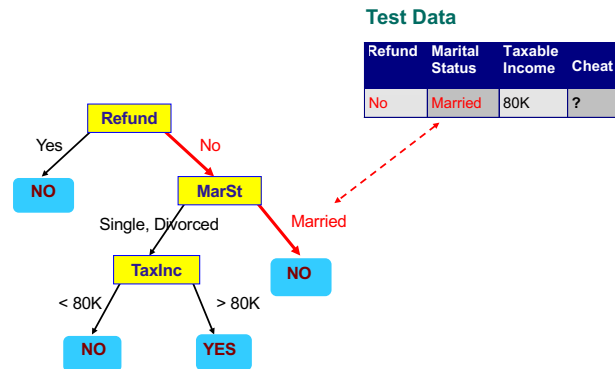 Test Data
Refund Marital Status Taxable Income Cheat
No Married 80K ?
Refund
Yes No
NO MarSt
Single, Divorced Married
TaxInc NO
< 80K > 80K
NO YES